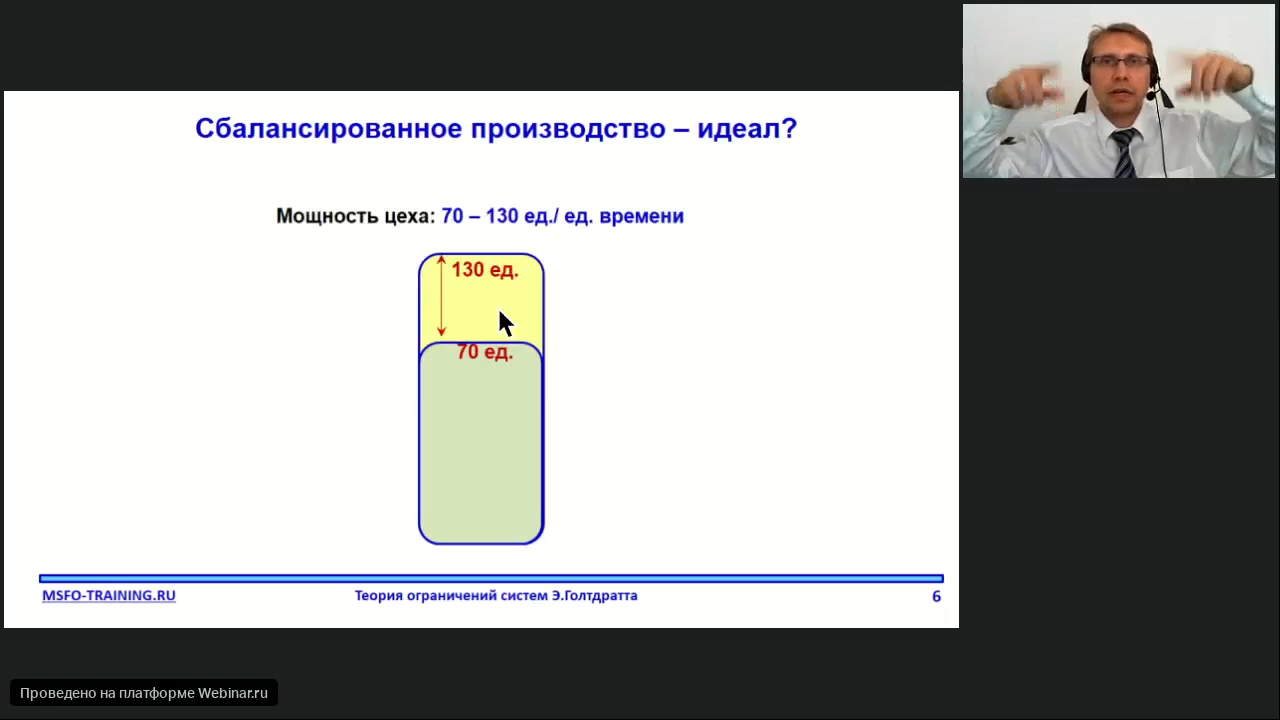 Сбалансированное производство – идеал?
Мощность цеха: 70 – 130 ед./ ед. времени
130 ед.
70 ед.
MSFO-TRAINING.RU
Теория ограничений систем Э.Голтдратта
6
Проведено на платформе Webinar.ru